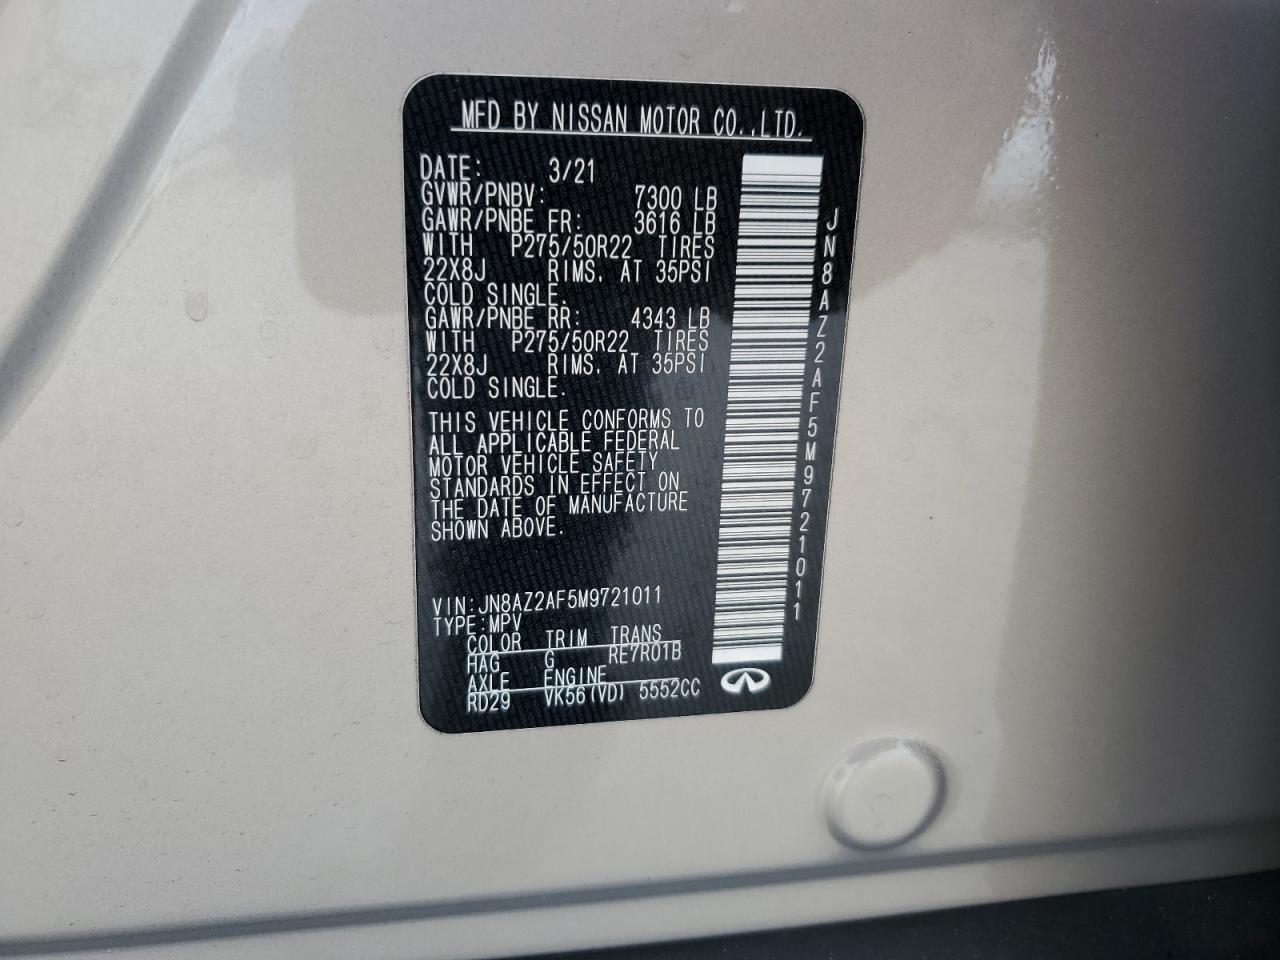 MFD BY NISSAN MOTOR CO.,LTD.
DATE: 3/21
GVWR/PNBV: 7300 LB
GAWR/PNBE FR: 3616 LB
WITH P275/50R22 TIRES
22X8J RIMS. AT 35PSI
COLD SINGLE.
GAWR/PNBE RR: 4343 LB
WITH P275/50R22 TIRES
22X8J RIMS. AT 35PSI
COLD SINGLE.
THIS VEHICLE CONFORMS TO
ALL APPLICABLE FEDERAL
MOTOR VEHICLE SAFETY
STANDARDS IN EFFECT ON
THE DATE OF MANUFACTURE
SHOWN ABOVE.
VIN:JN8AZ2AF5M9721011
TYPE:MPV
COLOR TRIM TRANS
HAG G RE7R01B
AXLE ENGINE
RD29 VK56(VD) 5552CC
JN8AZ2AF5M9721011